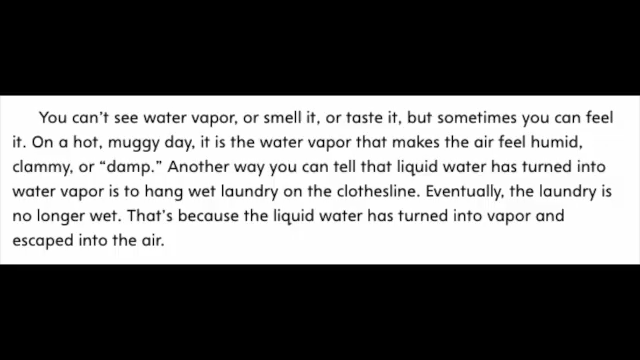 You can't see water vapor, or smell it, or taste it, but sometimes you can feel
it. On a hot, muggy day, it is the water vapor that makes the air feel humid,
clammy, or “damp.” Another way you can tell that liquid water has turned into
water vapor is to hang wet laundry on the clothesline. Eventually, the laundry is
no longer wet. That's because the liquid water has turned into vapor and
escaped into the air.